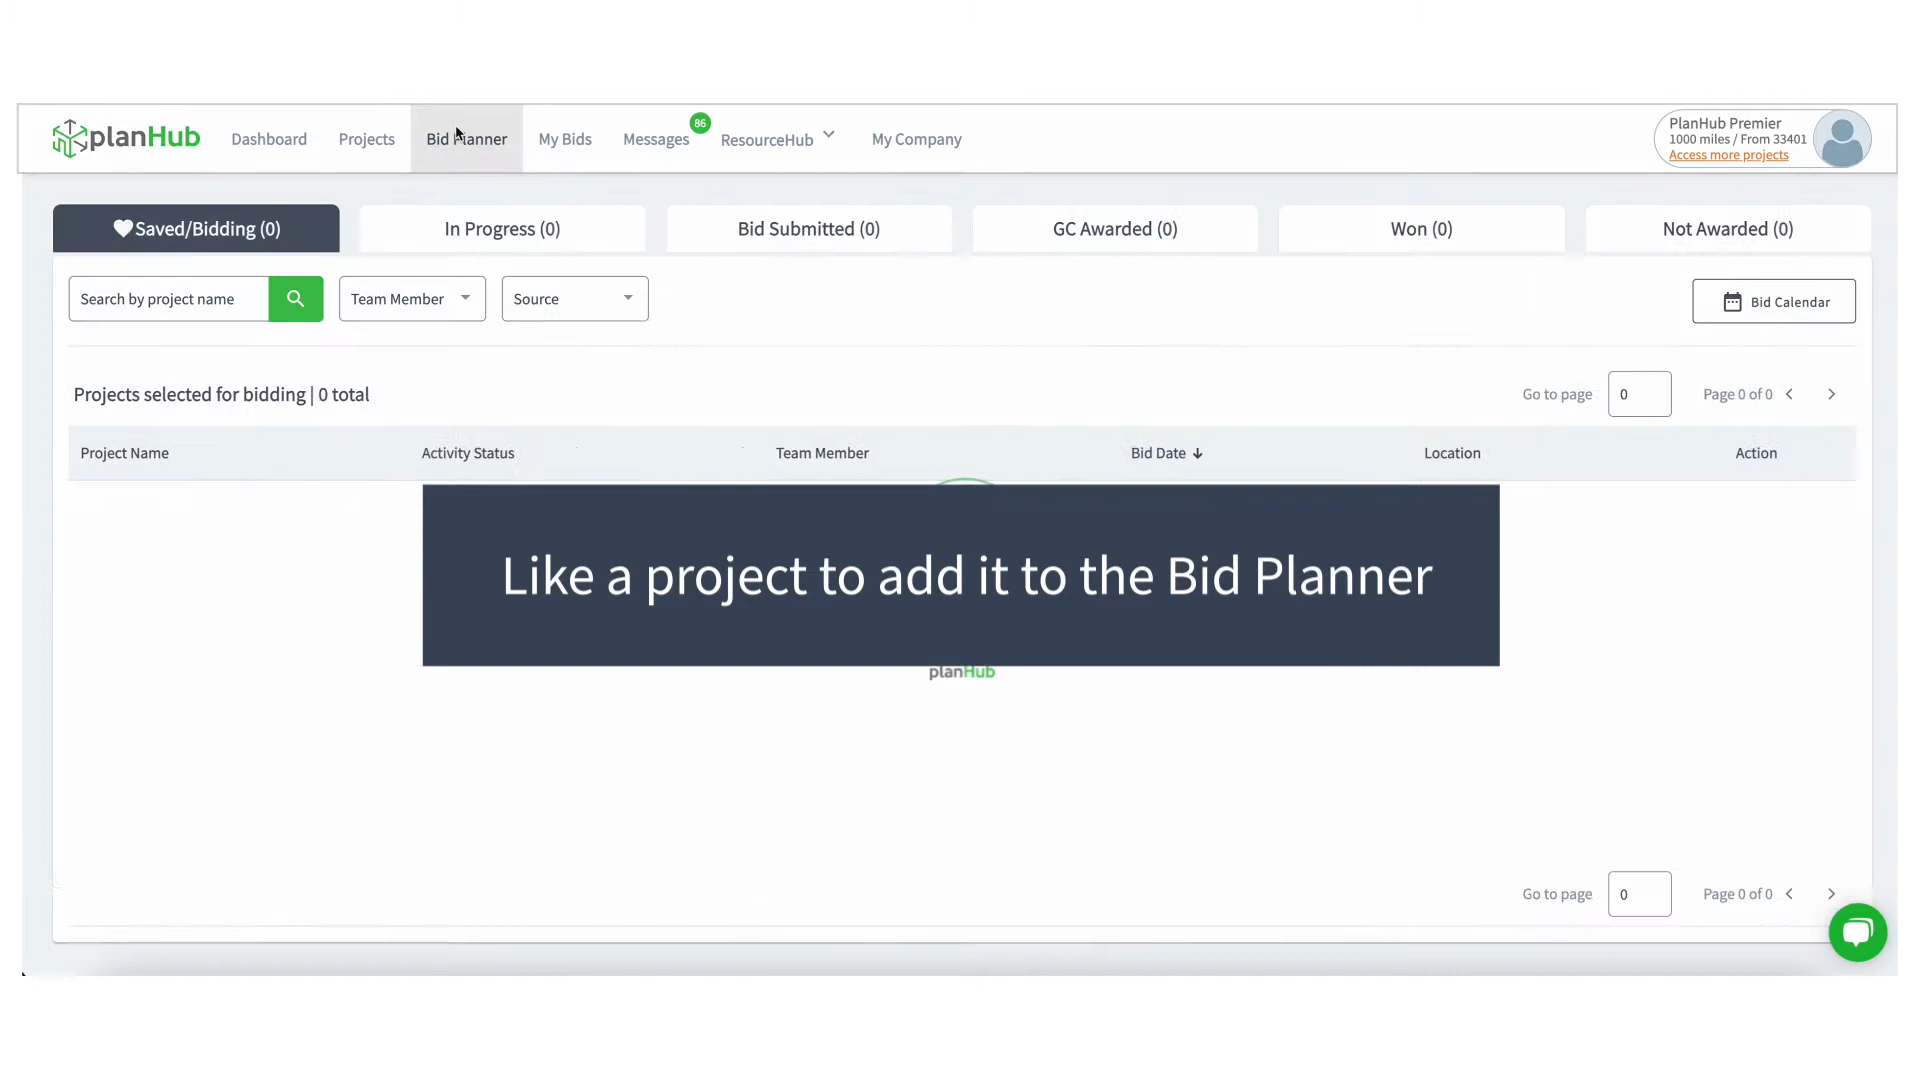 planHub
Dashboard
Projects
Bid Planner
My Bids
Messages
86
ResourceHub
My Company
PlanHub Premier
1000 miles / From 33401
Access more projects
Saved/Bidding (0)
In Progress (0)
Bid Submitted (0)
GC Awarded (0)
Won (0)
Not Awarded (0)
Search by project name
Team Member
Source
Bid Calendar
Projects selected for bidding | 0 total
Go to page
0
Page 0 of 0
Project Name
Activity Status
Team Member
Bid Date
Location
Action
Like a project to add it to the Bid Planner
planHub
Go to page
0
Page 0 of 0